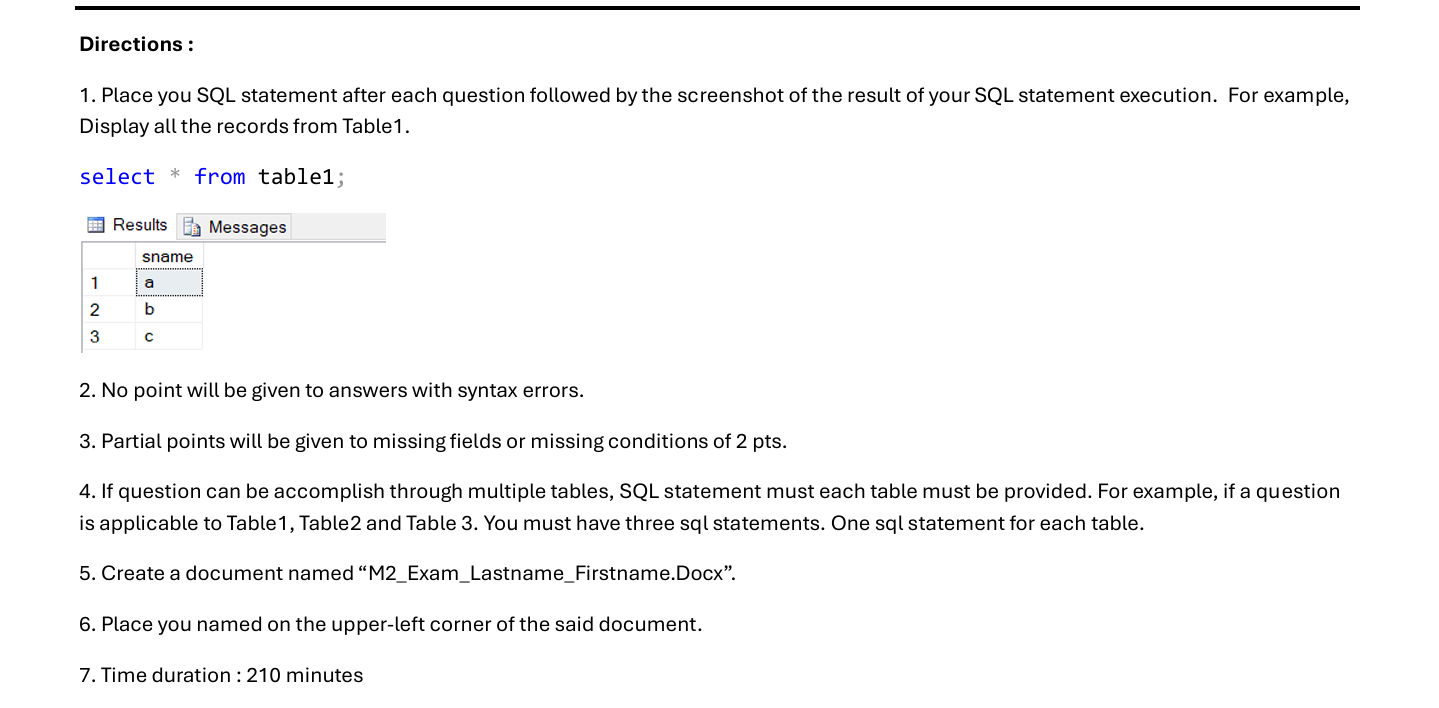 Directions :
1. Place you SQL statement after each question followed by the screenshot of the result of your SQL statement execution.  For example,
Display all the records from Table1.
select * from table1;
Results Messages
sname
1 a
2 b
3 c
2. No point will be given to answers with syntax errors.
3. Partial points will be given to missing fields or missing conditions of 2 pts.
4. If question can be accomplish through multiple tables, SQL statement must each table must be provided. For example, if a question
is applicable to Table1, Table2 and Table 3. You must have three sql statements. One sql statement for each table.
5. Create a document named “M2_Exam_Lastname_Firstname.Docx”.
6. Place you named on the upper-left corner of the said document.
7. Time duration : 210 minutes